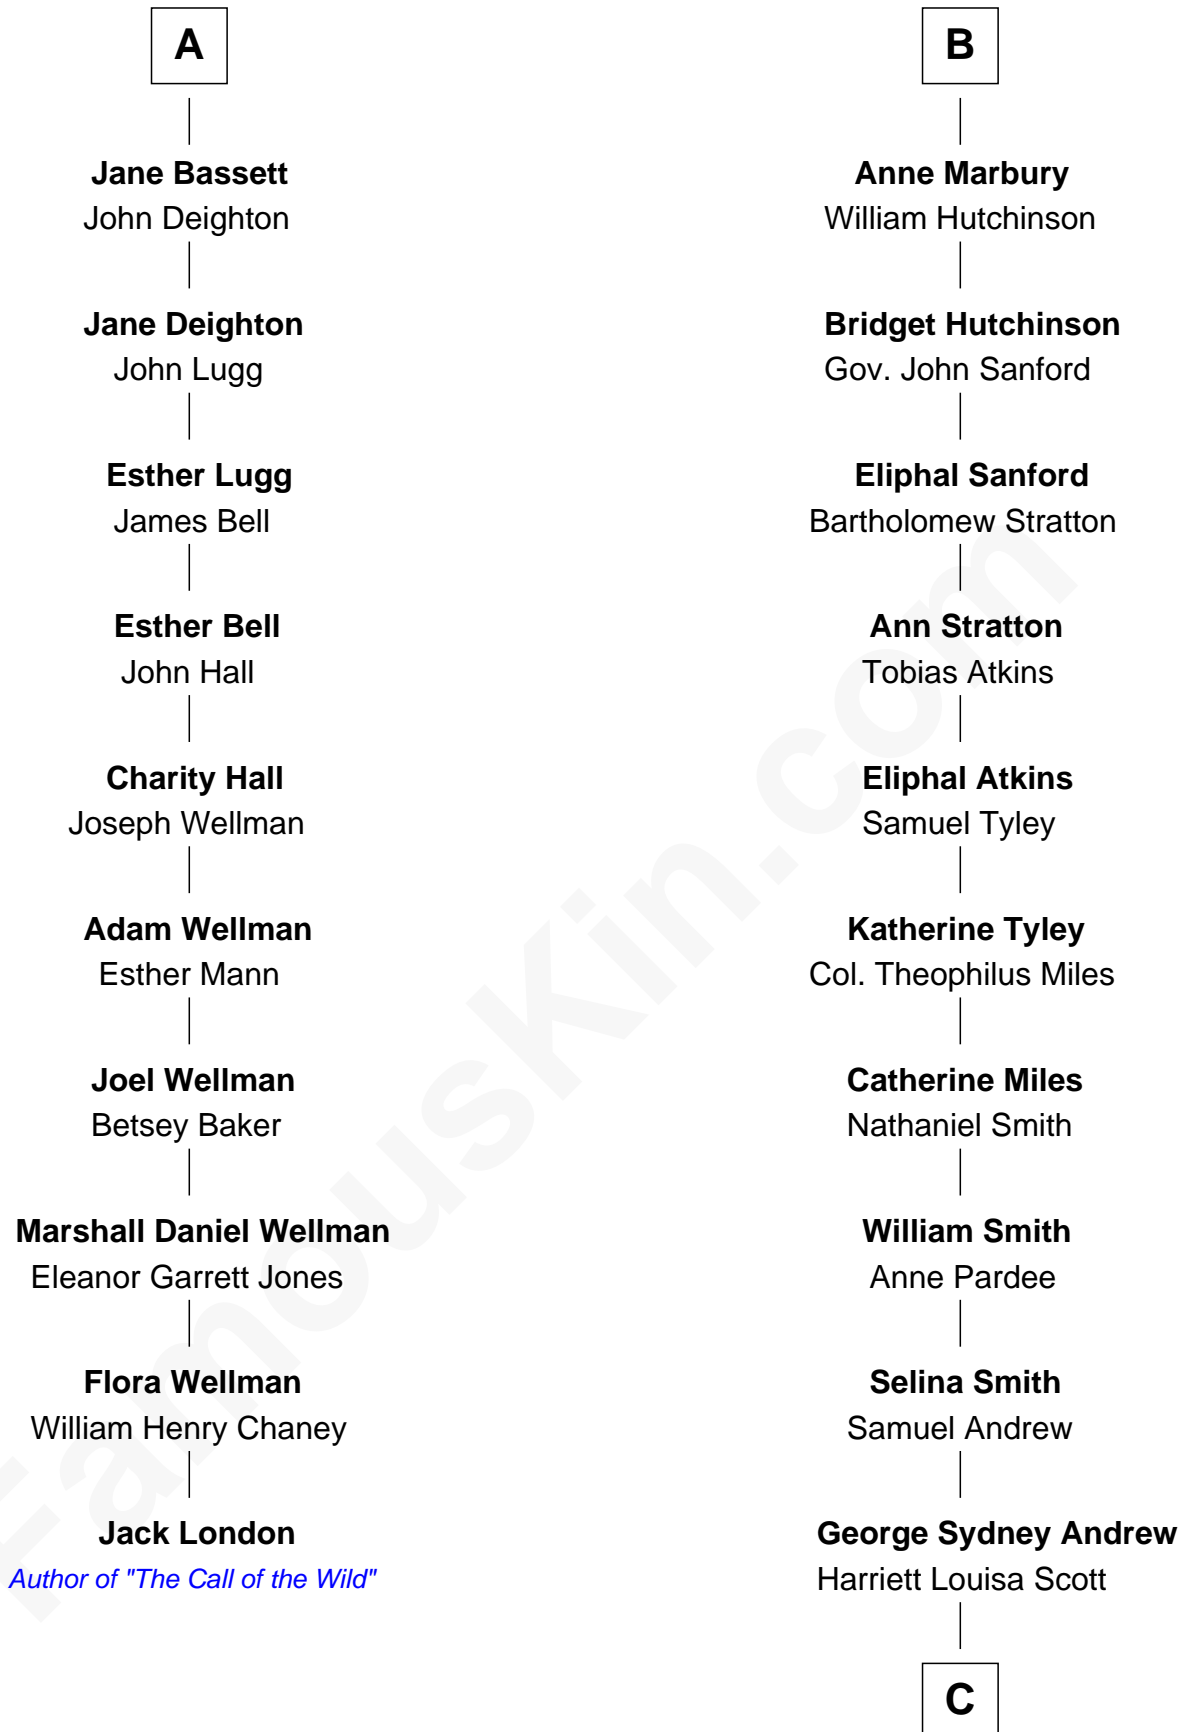 A
Jane Bassett
John Deighton
Jane Deighton
John Lugg
Esther Lugg
James Bell
Esther Bell
John Hall
Charity Hall
Joseph Wellman
Adam Wellman
Esther Mann
Joel Wellman
Betsey Baker
Marshall Daniel Wellman
Eleanor Garrett Jones
Flora Wellman
William Henry Chaney
Jack London
Author of "The Call of the Wild"
B
Anne Marbury
William Hutchinson
Bridget Hutchinson
Gov. John Sanford
Eliphal Sanford
Bartholomew Stratton
Ann Stratton
Tobias Atkins
Eliphal Atkins
Samuel Tyley
Katherine Tyley
Col. Theophilus Miles
Catherine Miles
Nathaniel Smith
William Smith
Anne Pardee
Selina Smith
Samuel Andrew
George Sydney Andrew
Harriett Louisa Scott
C
FamousKin.com